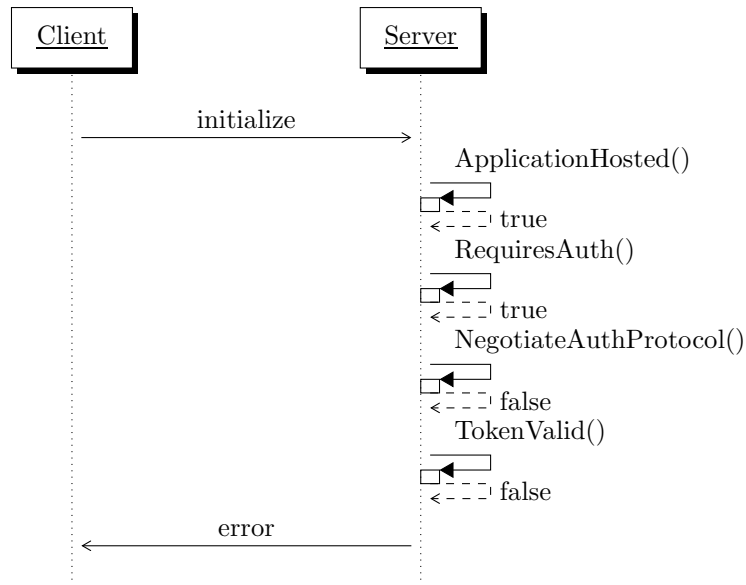 Client
Server
initialize
ApplicationHosted()
true
RequiresAuth()
true
NegotiateAuthProtocol()
false
TokenValid()
false
error